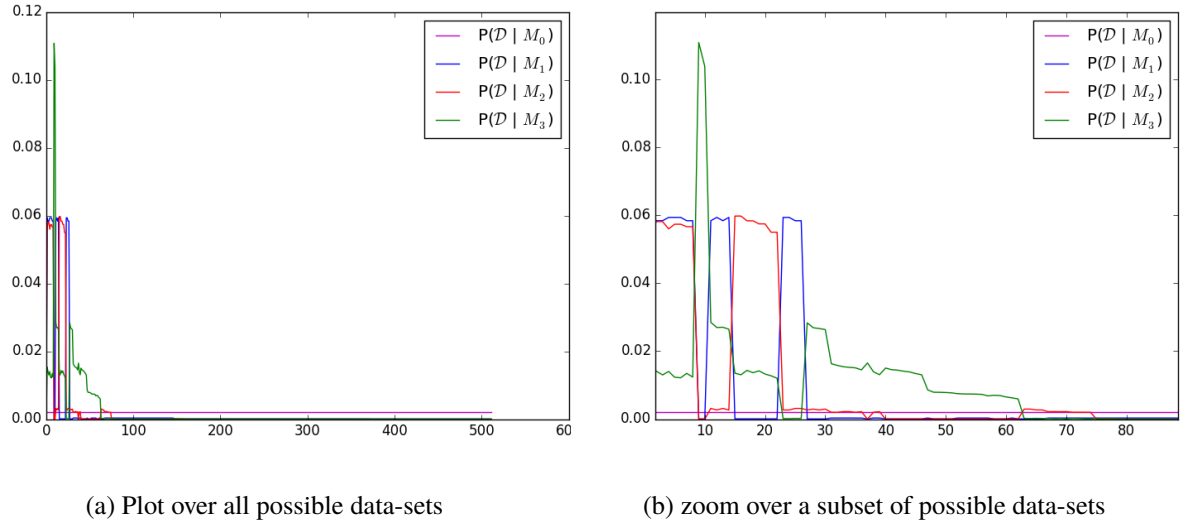 0.12
0.10
0.08
0.06
0.04
0.02
0.00
0 100 200 300 400 500 60
P(𝒟 | M₀)
P(𝒟 | M₁)
P(𝒟 | M₂)
P(𝒟 | M₃)
(a) Plot over all possible data-sets
0.10
0.08
0.06
0.04
0.02
0.00
10 20 30 40 50 60 70 80
P(𝒟 | M₀)
P(𝒟 | M₁)
P(𝒟 | M₂)
P(𝒟 | M₃)
(b) zoom over a subset of possible data-sets